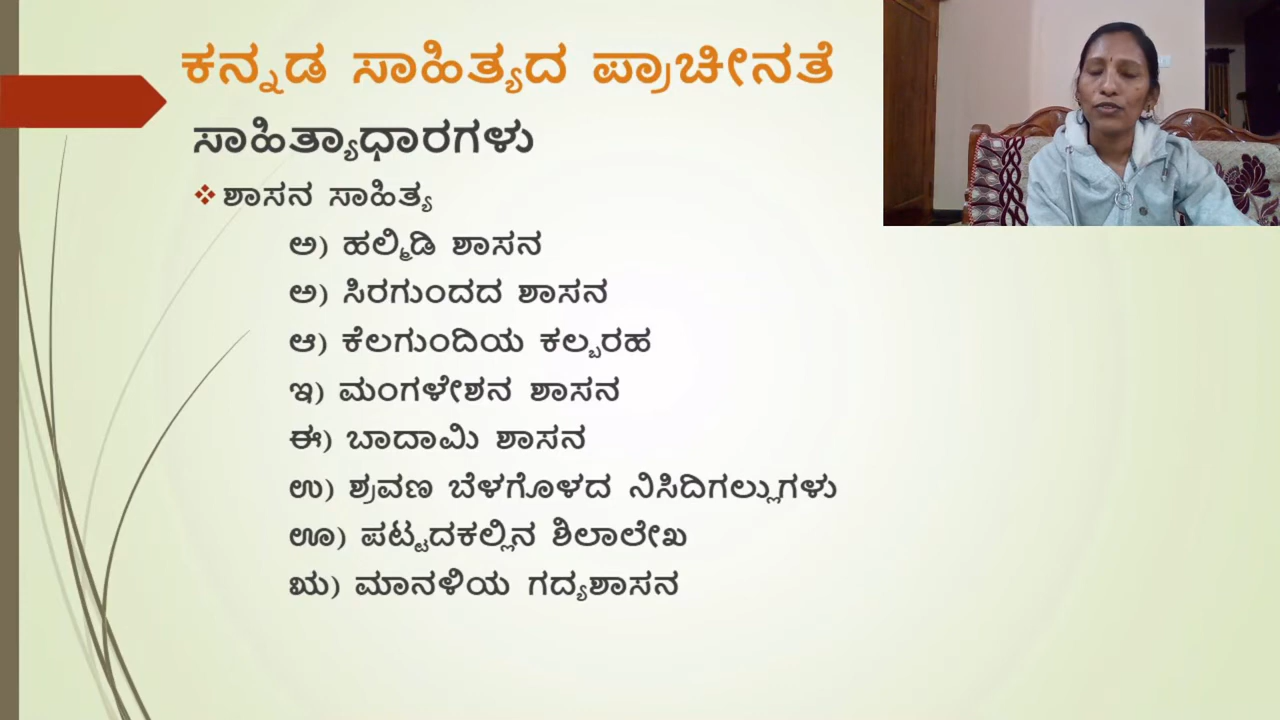 ಕನ್ನಡ ಸಾಹಿತ್ಯದ ಪ್ರಾಚೀನತೆ
ಸಾಹಿತ್ಯಾಧಾರಗಳು
❖ ಶಾಸನ ಸಾಹಿತ್ಯ
ಅ) ಹಲ್ಮಿಡಿ ಶಾಸನ
ಅ) ಸಿರಗುಂದದ ಶಾಸನ
ಆ) ಕೆಲಗುಂದಿಯ ಕಲ್ಬರಹ
ಇ) ಮಂಗಳೇಶನ ಶಾಸನ
ಈ) ಬಾದಾಮಿ ಶಾಸನ
ಉ) ಶ್ರವಣ ಬೆಳಗೊಳದ ನಿಸಿದಿಗಲ್ಲುಗಳು
ಊ) ಪಟ್ಟದಕಲ್ಲಿನ ಶಿಲಾಲೇಖ
ಋ) ಮಾನಳಿಯ ಗದ್ಯಶಾಸನ